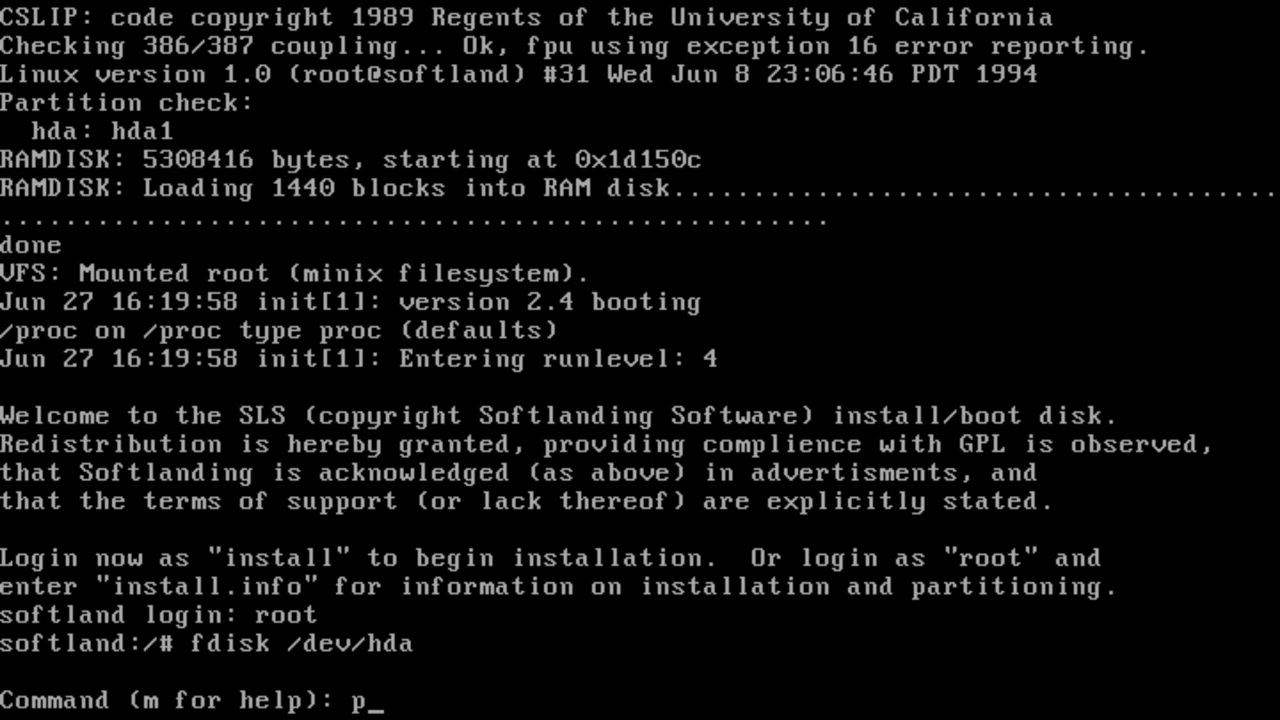 CSLIP: code copyright 1989 Regents of the University of California
Checking 386/387 coupling... Ok, fpu using exception 16 error reporting.
Linux version 1.0 (root@softland) #31 Wed Jun 8 23:06:46 PDT 1994
Partition check:
  hda: hda1
RAMDISK: 5308416 bytes, starting at 0x1d150c
RAMDISK: Loading 1440 blocks into RAM disk......................................
....................................................
done
VFS: Mounted root (minix filesystem).
Jun 27 16:19:58 init[1]: version 2.4 booting
/proc on /proc type proc (defaults)
Jun 27 16:19:58 init[1]: Entering runlevel: 4

Welcome to the SLS (copyright Softlanding Software) install/boot disk.
Redistribution is hereby granted, providing complience with GPL is observed,
that Softlanding is acknowledged (as above) in advertisments, and
that the terms of support (or lack thereof) are explicitly stated.

Login now as "install" to begin installation.  Or login as "root" and
enter "install.info" for information on installation and partitioning.
softland login: root
softland:/# fdisk /dev/hda

Command (m for help): p_